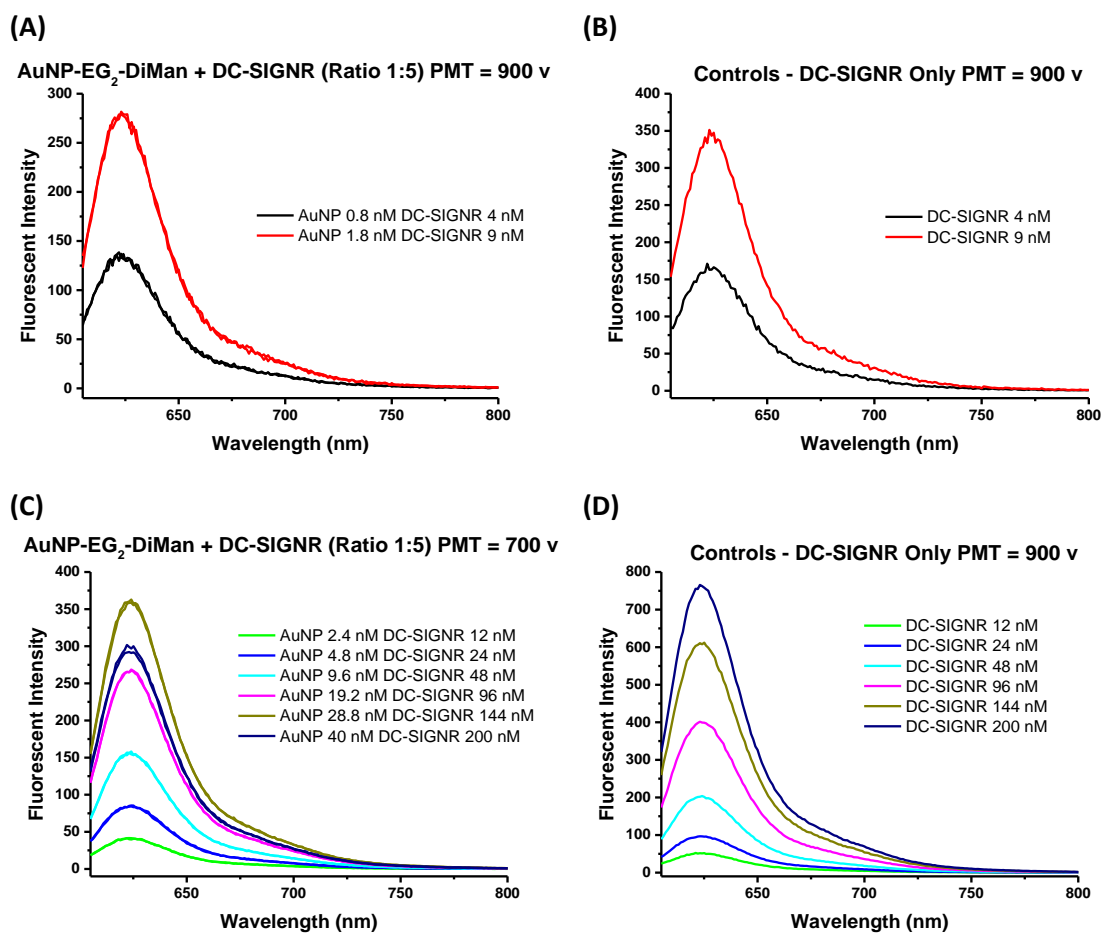 (A)
AuNP-EG₂-DiMan + DC-SIGNR (Ratio 1:5) PMT = 900 v
Fluorescent Intensity
300
250
200
150
100
50
0
AuNP 0.8 nM DC-SIGNR 4 nM
AuNP 1.8 nM DC-SIGNR 9 nM
650
700
750
800
Wavelength (nm)
(B)
Controls - DC-SIGNR Only PMT = 900 v
Fluorescent Intensity
400
350
300
250
200
150
100
50
0
DC-SIGNR 4 nM
DC-SIGNR 9 nM
650
700
750
800
Wavelength (nm)
(C)
AuNP-EG₂-DiMan + DC-SIGNR (Ratio 1:5) PMT = 700 v
Fluorescent Intensity
400
350
300
250
200
150
100
50
0
AuNP 2.4 nM DC-SIGNR 12 nM
AuNP 4.8 nM DC-SIGNR 24 nM
AuNP 9.6 nM DC-SIGNR 48 nM
AuNP 19.2 nM DC-SIGNR 96 nM
AuNP 28.8 nM DC-SIGNR 144 nM
AuNP 40 nM DC-SIGNR 200 nM
650
700
750
800
Wavelength (nm)
(D)
Controls - DC-SIGNR Only PMT = 900 v
Fluorescent Intensity
800
700
600
500
400
300
200
100
0
DC-SIGNR 12 nM
DC-SIGNR 24 nM
DC-SIGNR 48 nM
DC-SIGNR 96 nM
DC-SIGNR 144 nM
DC-SIGNR 200 nM
650
700
750
800
Wavelength (nm)